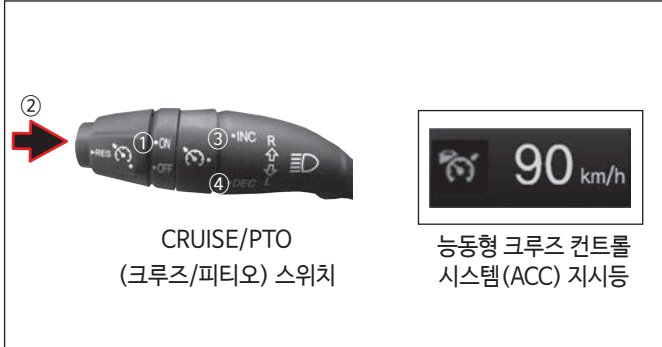 ②
① •ON ③ •INC R
•RES
•OFF ④ •DEC L
90 km/h
CRUISE/PTO
(크루즈/피티오) 스위치
능동형 크루즈 컨트롤
시스템(ACC) 지시등